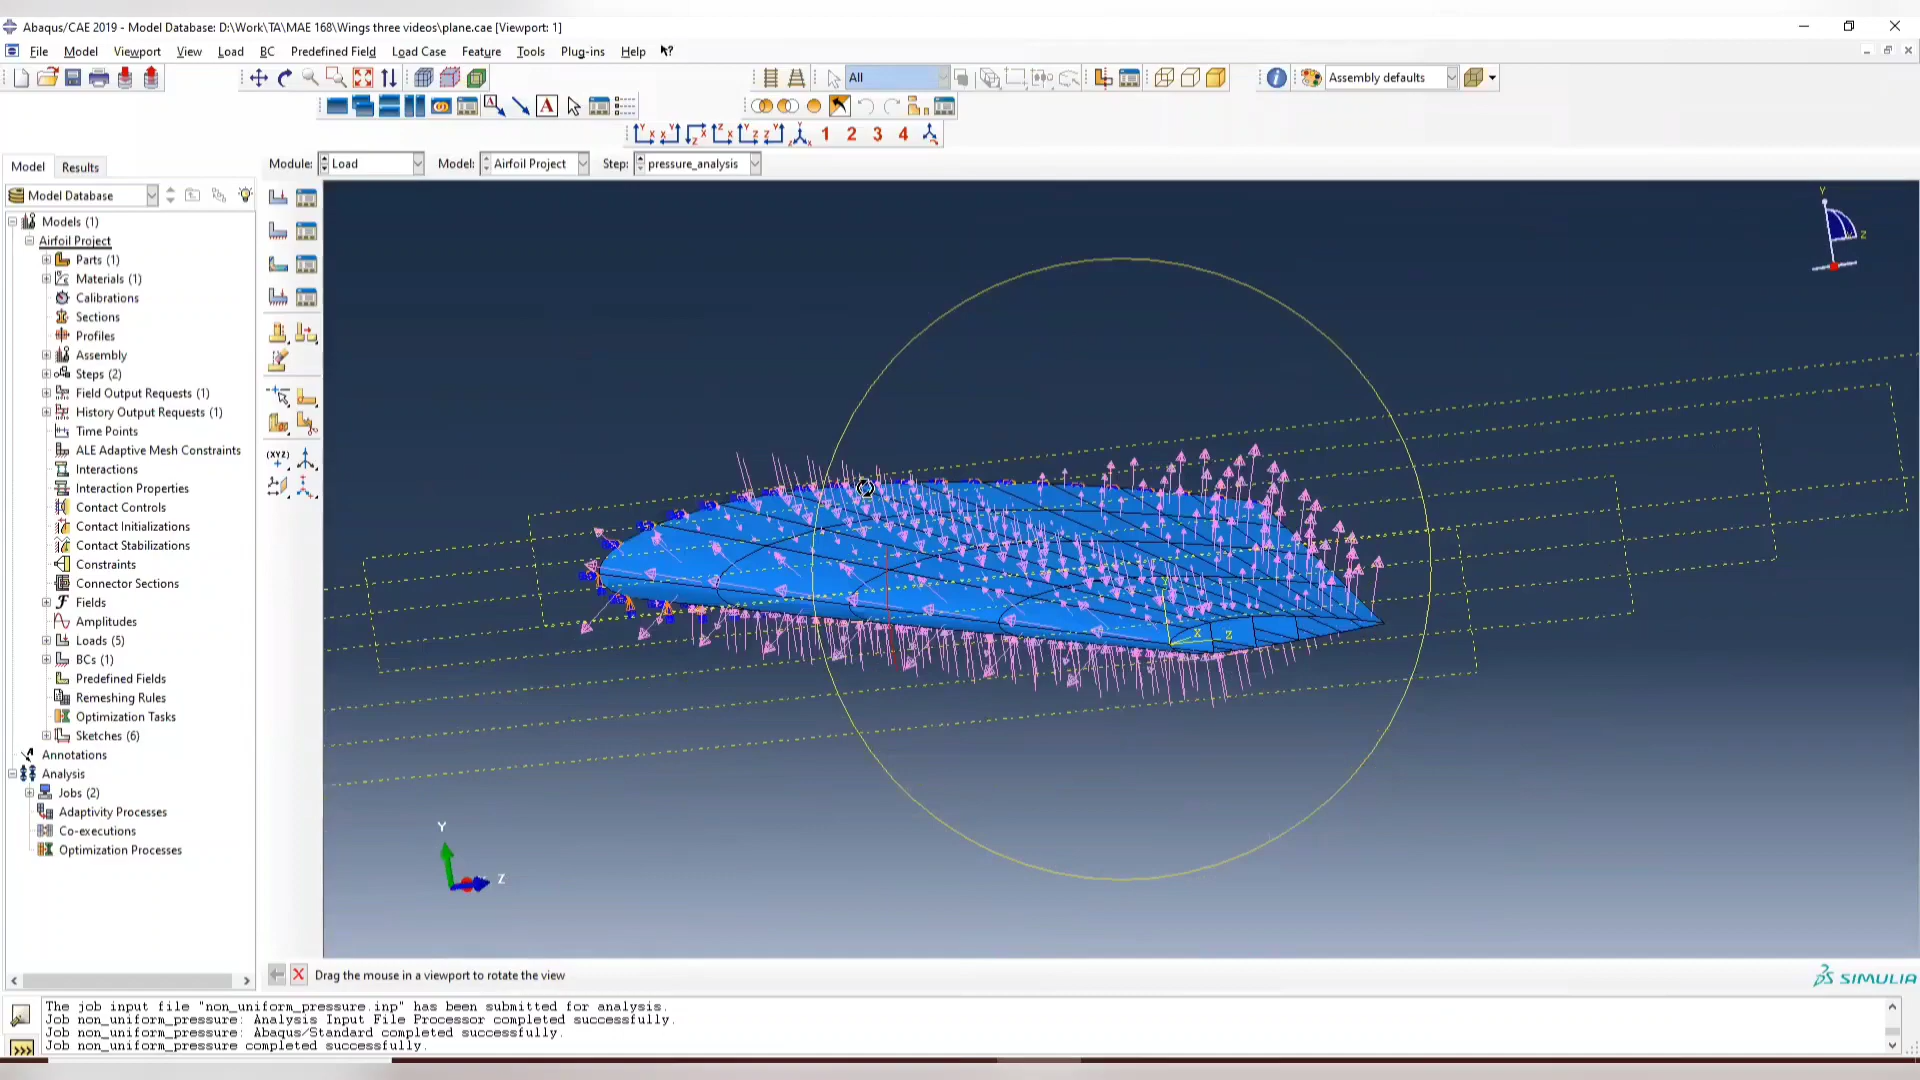 Abaqus/CAE 2019 - Model Database: D:\Work\TA\MAE 168\Wings three videos\plane.cae [Viewport: 1]
File Model Viewport View Load BC Predefined Field Load Case Feature Tools Plug-ins Help
All
Assembly defaults
1 2 3 4
Model Results
Module: Load Model: Airfoil Project Step: pressure_analysis
Model Database
Models (1)
Airfoil Project
Parts (1)
Materials (1)
Calibrations
Sections
Profiles
Assembly
Steps (2)
Field Output Requests (1)
History Output Requests (1)
Time Points
ALE Adaptive Mesh Constraints
Interactions
Interaction Properties
Contact Controls
Contact Initializations
Contact Stabilizations
Constraints
Connector Sections
Fields
Amplitudes
Loads (5)
BCs (1)
Predefined Fields
Remeshing Rules
Optimization Tasks
Sketches (6)
Annotations
Analysis
Jobs (2)
Adaptivity Processes
Co-executions
Optimization Processes
(XYZ)
Y
Z
Y
X Z
Y
Z
Drag the mouse in a viewport to rotate the view
SIMULIA
The job input file "non_uniform_pressure.inp" has been submitted for analysis.
Job non_uniform_pressure: Analysis Input File Processor completed successfully.
Job non_uniform_pressure: Abaqus/Standard completed successfully.
Job non_uniform_pressure completed successfully.
>>>